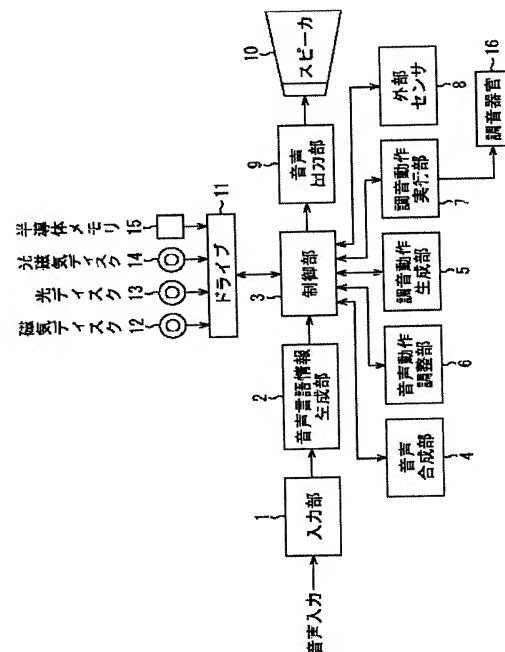 磁気ディスク
12
光ディスク
13
光磁気ディスク
14
半導体メモリ
15
ドライブ
11
音声入力
入力部
1
音声言語情報
生成部
2
制御部
3
音声
出力部
9
スピーカ
10
音声
合成部
4
音声動作
調整部
6
調音動作
生成部
5
調音動作
実行部
7
外部
センサ
8
調音器官
16